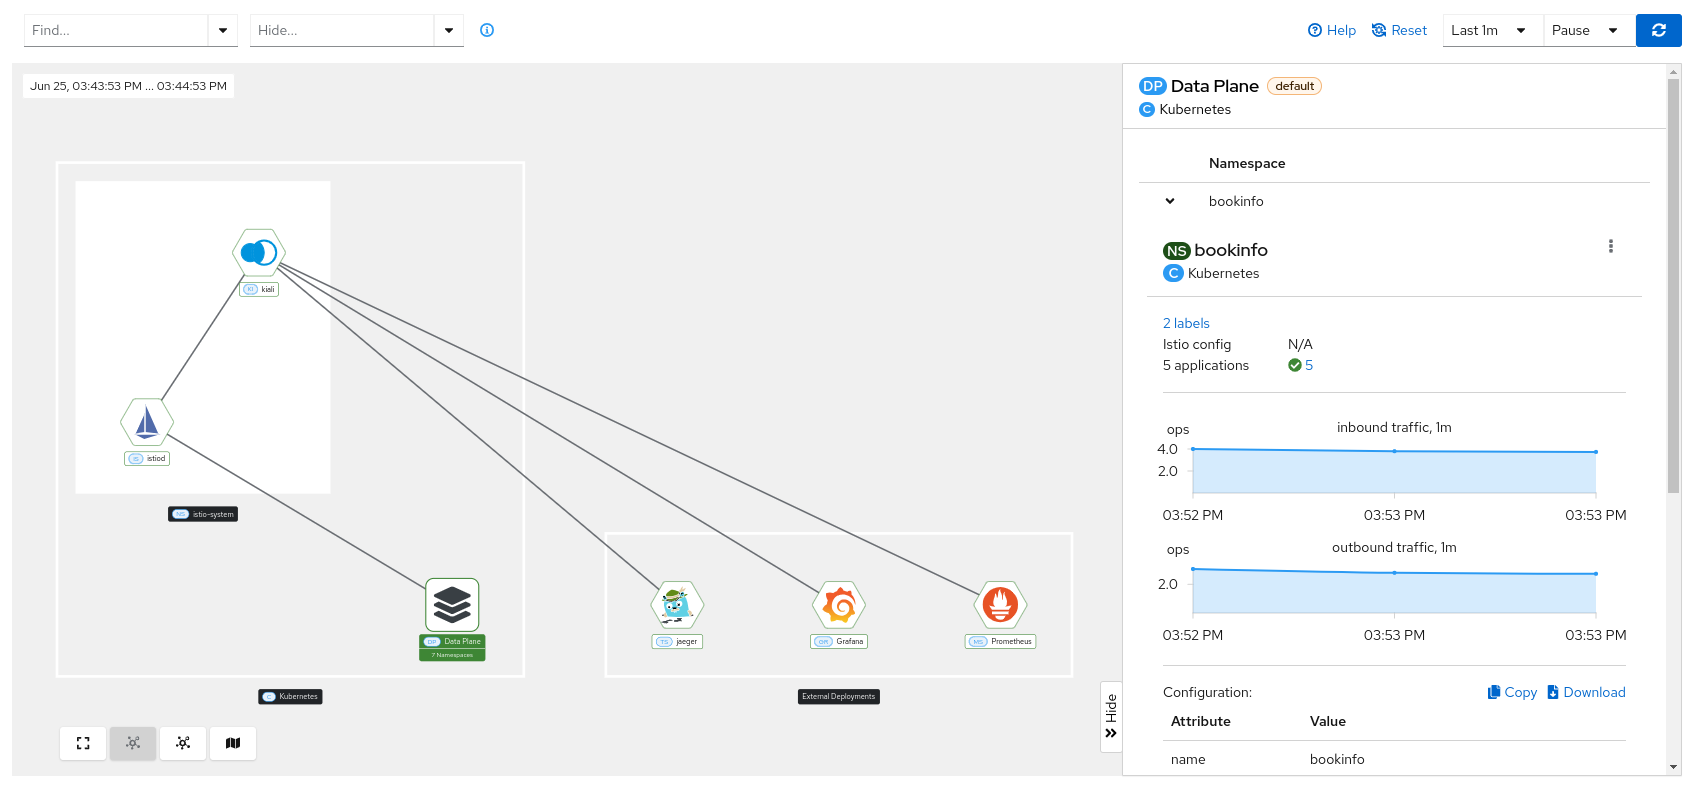 Find...
Hide...
Help
Reset
Last 1m
Pause
Jun 25, 03:43:53 PM ... 03:44:53 PM
KI kiali
IS istiod
NS istio-system
DP Data Plane
7 Namespaces
C Kubernetes
TS jaeger
GR Grafana
MS Prometheus
External Deployments
Hide
DP Data Plane default
C Kubernetes
Namespace
bookinfo
NS bookinfo
C Kubernetes
2 labels
Istio config N/A
5 applications 5
ops
inbound traffic, 1m
4.0
2.0
03:52 PM 03:53 PM 03:53 PM
ops
outbound traffic, 1m
2.0
03:52 PM 03:53 PM 03:53 PM
Configuration: Copy Download
Attribute Value
name bookinfo